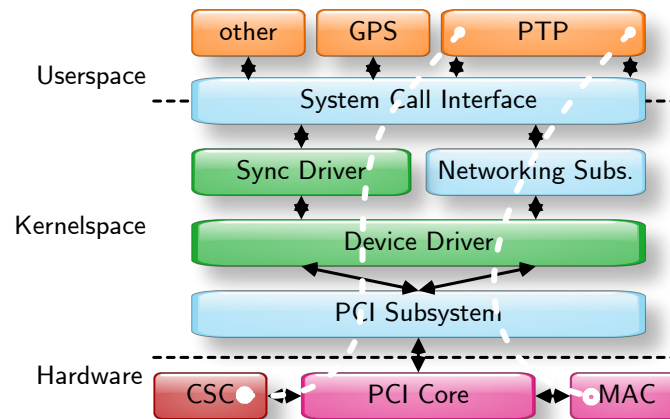 other GPS PTP
Userspace
System Call Interface
Sync Driver Networking Subs.
Kernelspace
Device Driver
PCI Subsystem
Hardware
CSC PCI Core MAC